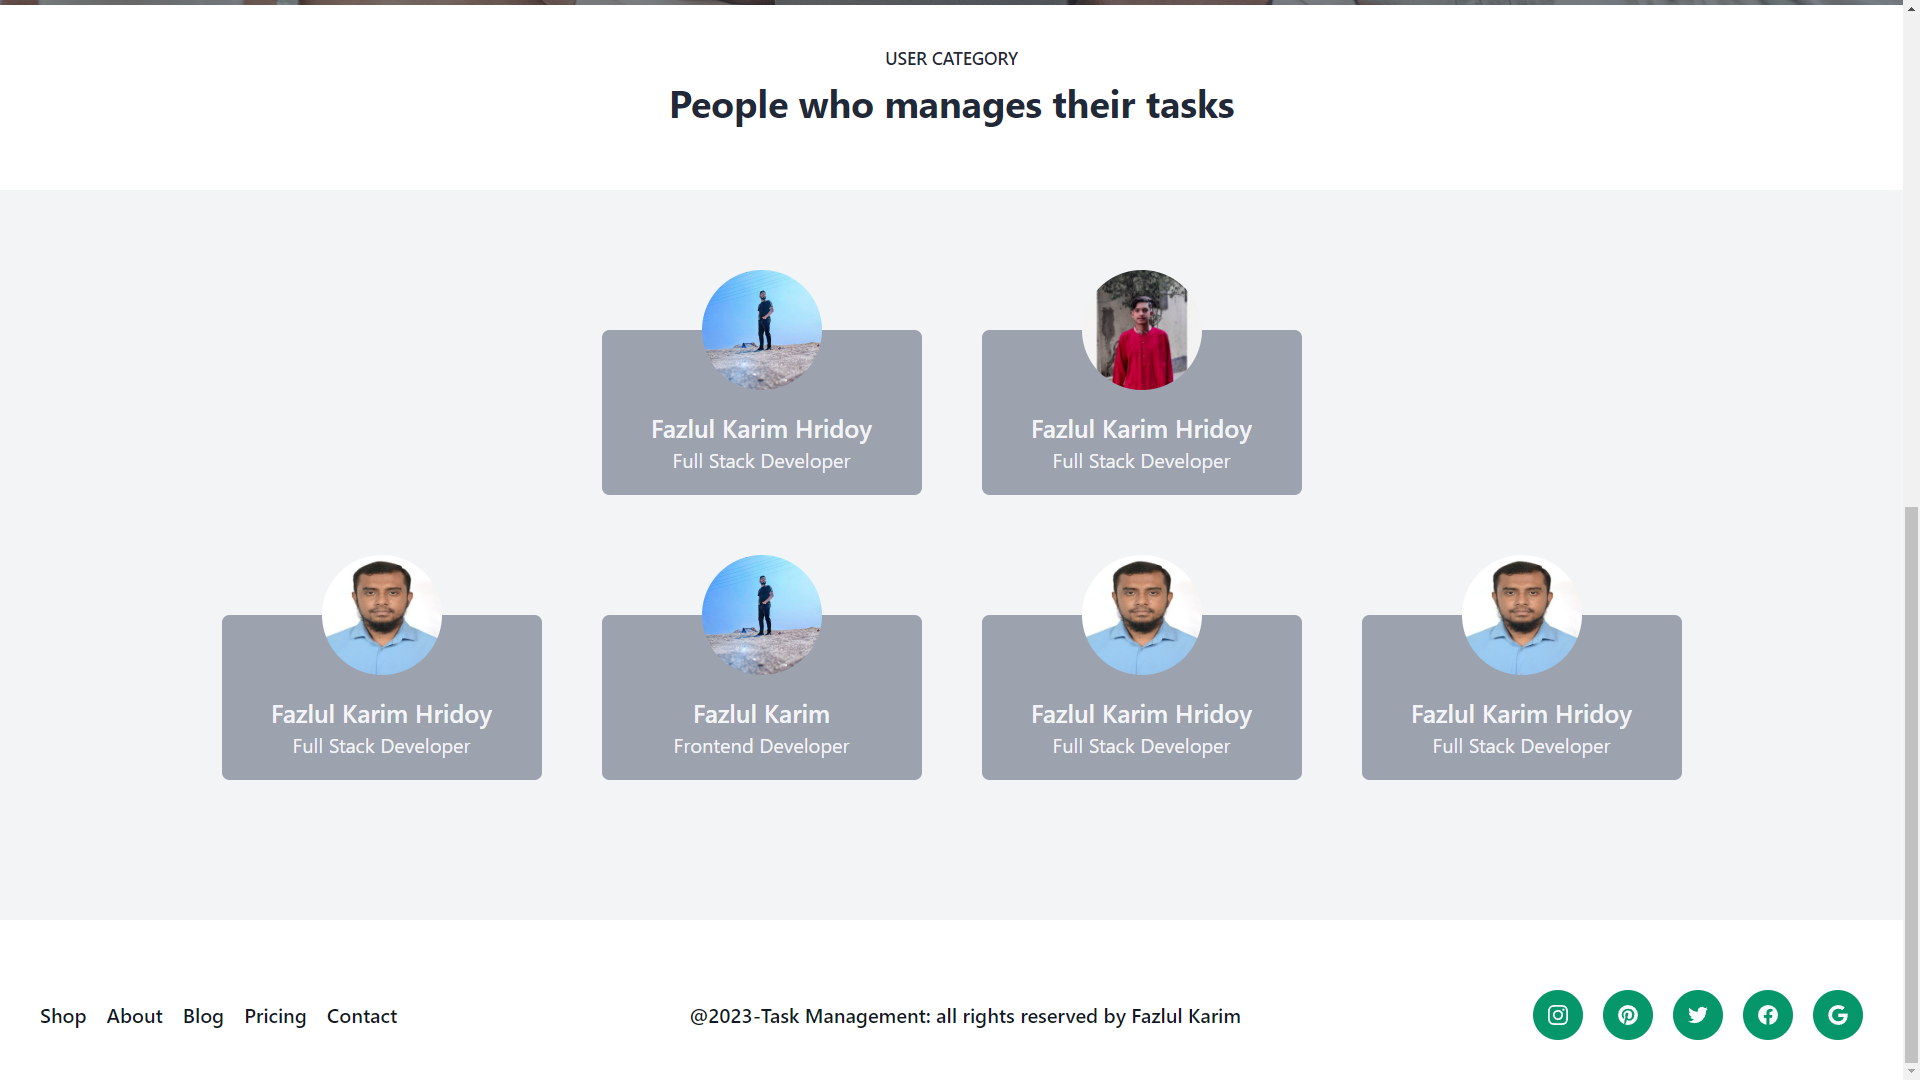 USER CATEGORY
People who manages their tasks
Fazlul Karim Hridoy
Full Stack Developer
Fazlul Karim Hridoy
Full Stack Developer
Fazlul Karim Hridoy
Full Stack Developer
Fazlul Karim
Frontend Developer
Fazlul Karim Hridoy
Full Stack Developer
Fazlul Karim Hridoy
Full Stack Developer
Shop About Blog Pricing Contact
@2023-Task Management: all rights reserved by Fazlul Karim